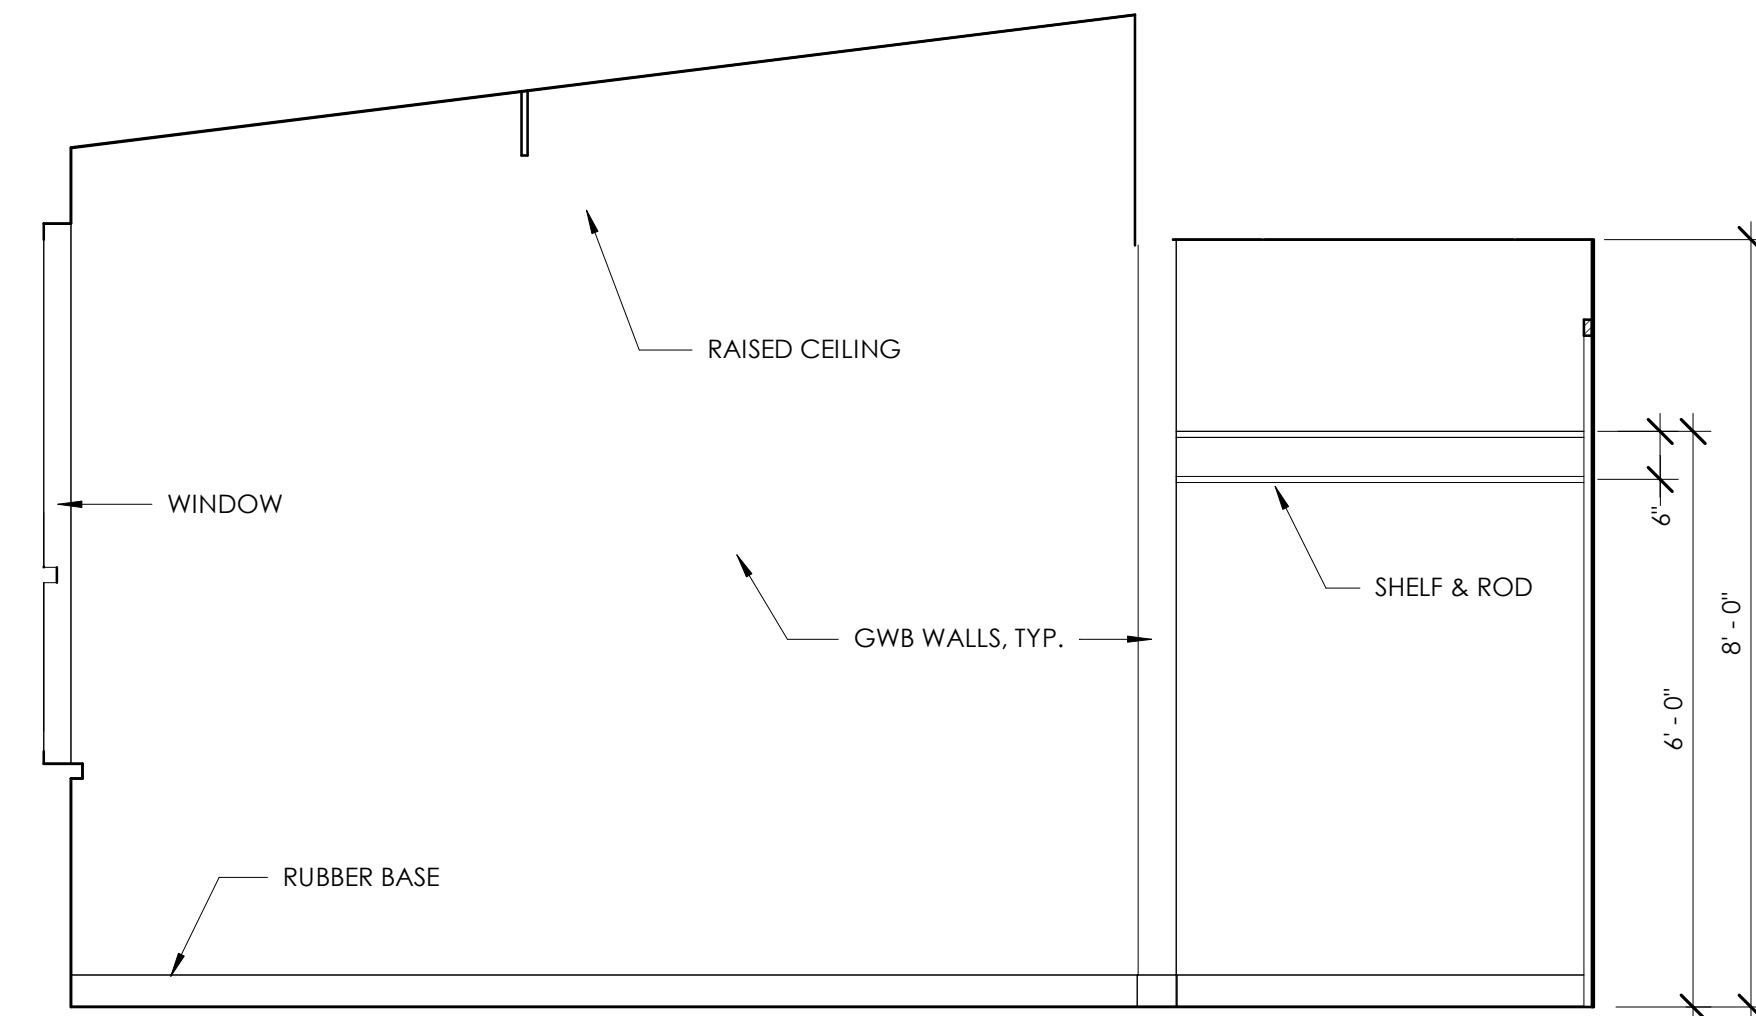 RAISED CEILING
WINDOW
6"
SHELF & ROD
8' - 0"
GWB WALLS, TYP.
6' - 0"
RUBBER BASE